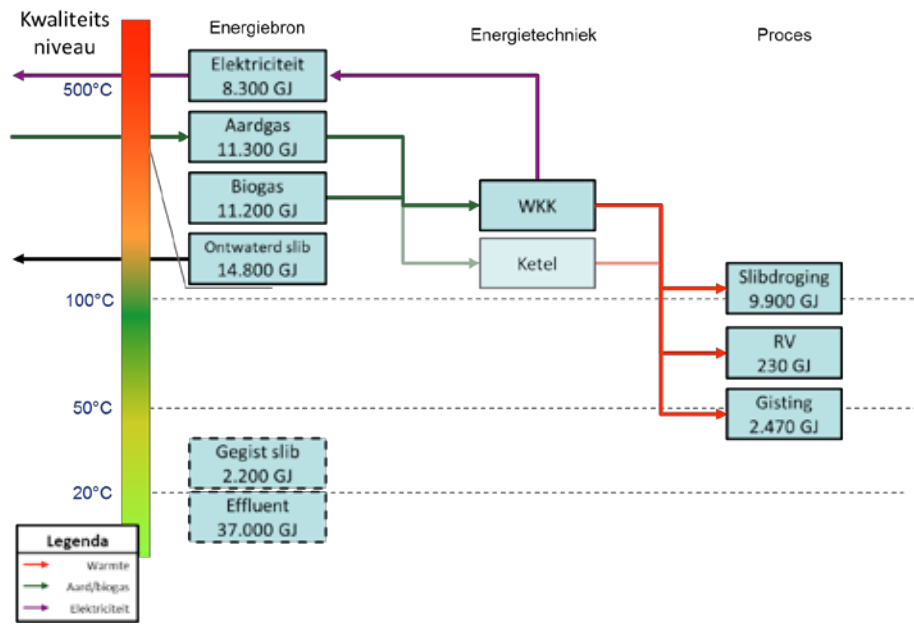 Kwaliteits
niveau
Energiebron
Energietechniek
Proces
500°C
100°C
50°C
20°C
Elektriciteit
8.300 GJ
Aardgas
11.300 GJ
Biogas
11.200 GJ
Ontwaterd slib
14.800 GJ
Gegist slib
2.200 GJ
Effluent
37.000 GJ
WKK
Ketel
Slibdroging
9.900 GJ
RV
230 GJ
Gisting
2.470 GJ
Legenda
Warmte
Aard/biogas
Elektriciteit